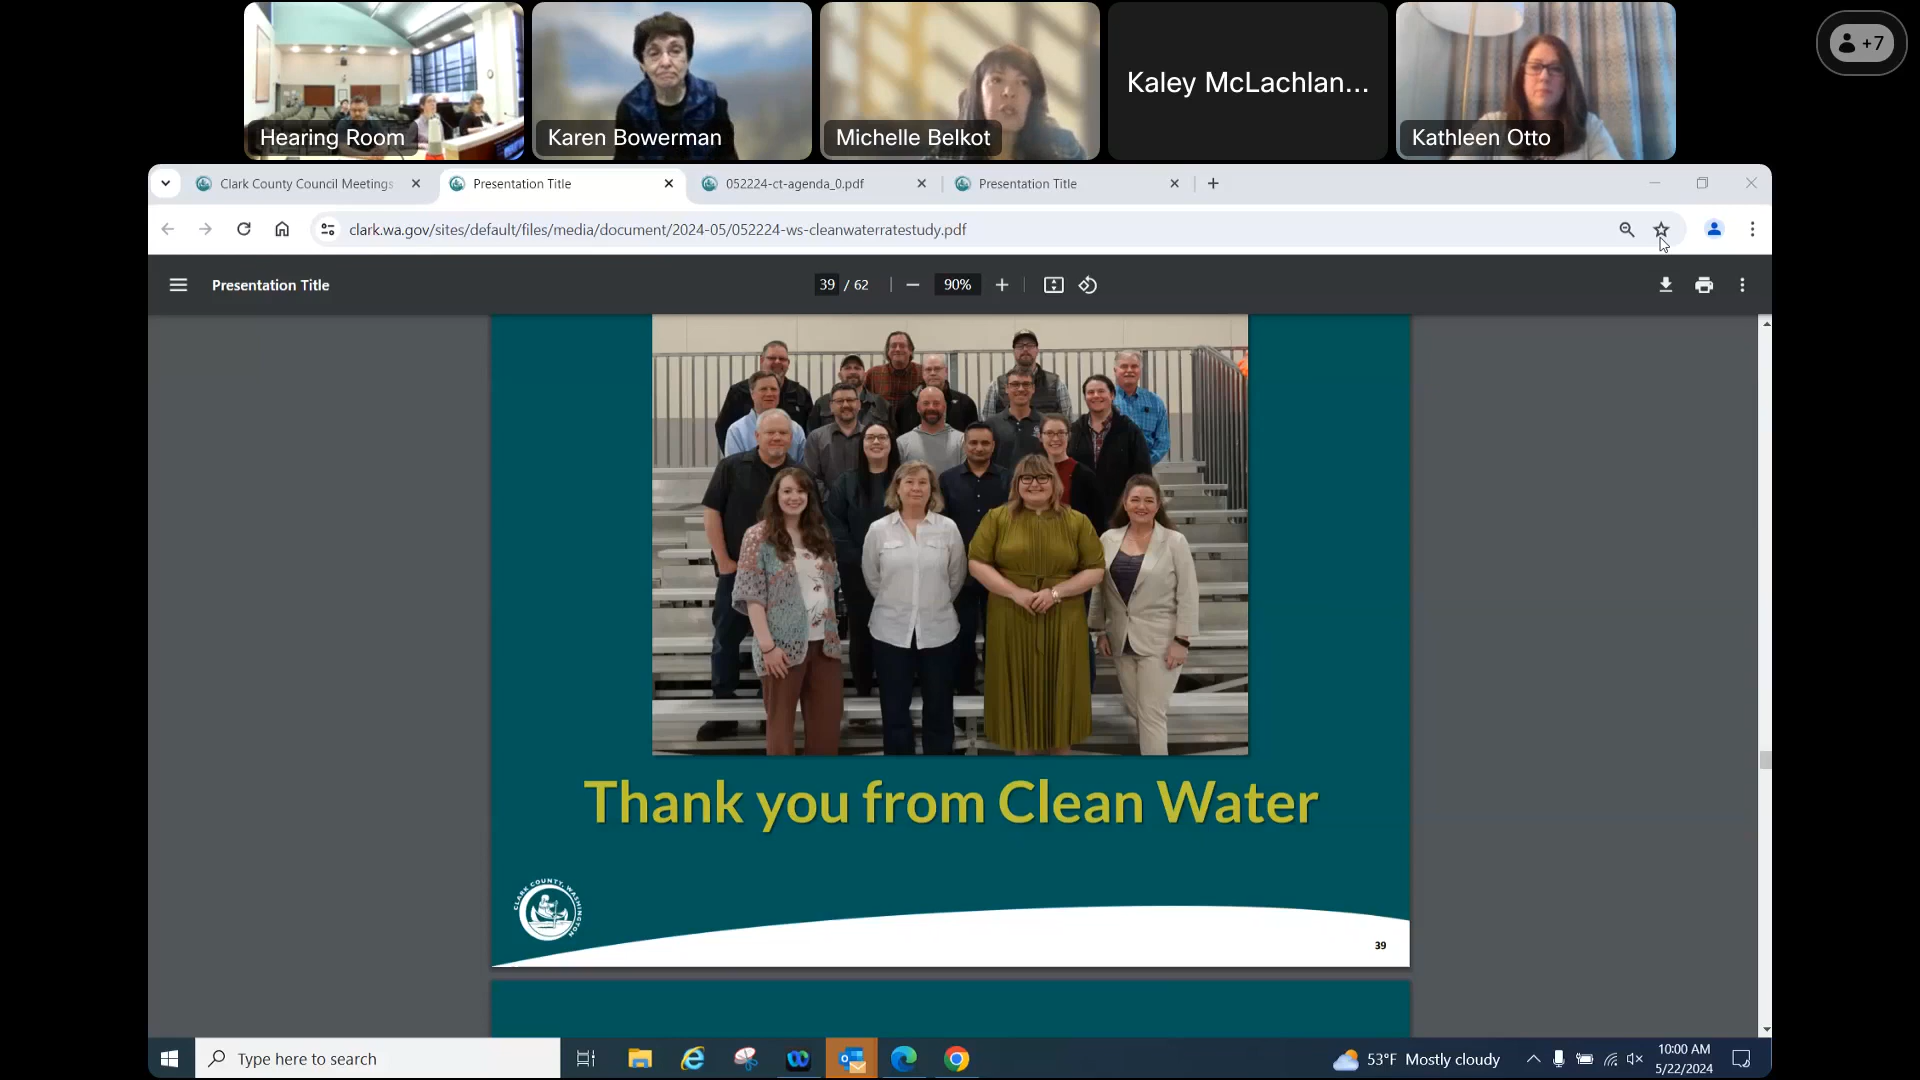 Hearing Room
Karen Bowerman
Michelle Belkot
Kaley McLachlan...
Kathleen Otto
+7
Clark County Council Meetings
Presentation Title
052224-ct-agenda_0.pdf
Presentation Title
clark.wa.gov/sites/default/files/media/document/2024-05/052224-ws-cleanwaterratestudy.pdf
Presentation Title
39 / 62
90%
Thank you from Clean Water
CLARK COUNTY, WASHINGTON
39
Type here to search
53°F Mostly cloudy
10:00 AM
5/22/2024